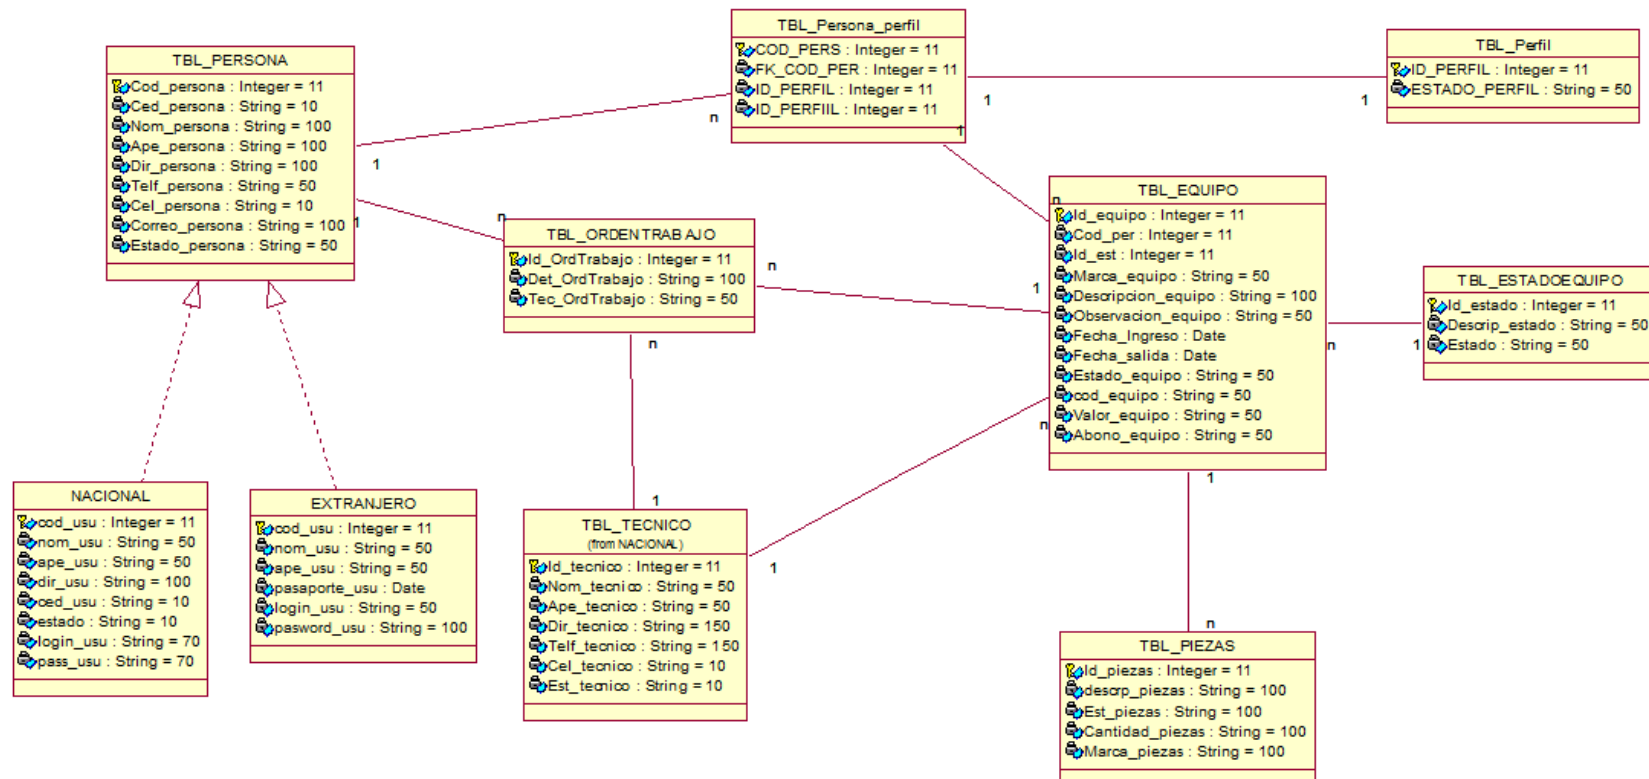 TBL_PERSONA
Cod_persona : Integer = 11
Ced_persona : String = 10
Nom_persona : String = 100
Ape_persona : String = 100
Dir_persona : String = 100
Telf_persona : String = 50
Cel_persona : String = 10
Correo_persona : String = 100
Estado_persona : String = 50
1
1
TBL_Persona_perfil
COD_PERS : Integer = 11
FK_COD_PER : Integer = 11
ID_PERFIL : Integer = 11
ID_PERFIIL : Integer = 11
n
1
1
1
TBL_Perfil
ID_PERFIL : Integer = 11
ESTADO_PERFIL : String = 50
n
TBL_ORDENTRABAJO
Id_OrdTrabajo : Integer = 11
Det_OrdTrabajo : String = 100
Tec_OrdTrabajo : String = 50
n
n
1
n
TBL_EQUIPO
Id_equipo : Integer = 11
Cod_per : Integer = 11
Id_est : Integer = 11
Marca_equipo : String = 50
Descripcion_equipo : String = 100
Observacion_equipo : String = 50
Fecha_Ingreso : Date
Fecha_salida : Date
Estado_equipo : String = 50
cod_equipo : String = 50
Valor_equipo : String = 50
Abono_equipo : String = 50
n
n
1
1
TBL_ESTADOEQUIPO
Id_estado : Integer = 11
Descrip_estado : String = 50
Estado : String = 50
NACIONAL
cod_usu : Integer = 11
nom_usu : String = 50
ape_usu : String = 50
dir_usu : String = 100
ced_usu : String = 10
estado : String = 10
login_usu : String = 70
pass_usu : String = 70
EXTRANJERO
cod_usu : Integer = 11
nom_usu : String = 50
ape_usu : String = 50
pasaporte_usu : Date
login_usu : String = 50
pasword_usu : String = 100
1
TBL_TECNICO
(from NACIONAL)
Id_tecnico : Integer = 11
Nom_tecnico : String = 50
Ape_tecnico : String = 50
Dir_tecnico : String = 150
Telf_tecnico : String = 150
Cel_tecnico : String = 10
Est_tecnico : String = 10
1
n
TBL_PIEZAS
Id_piezas : Integer = 11
descrp_piezas : String = 100
Est_piezas : String = 100
Cantidad_piezas : String = 100
Marca_piezas : String = 100